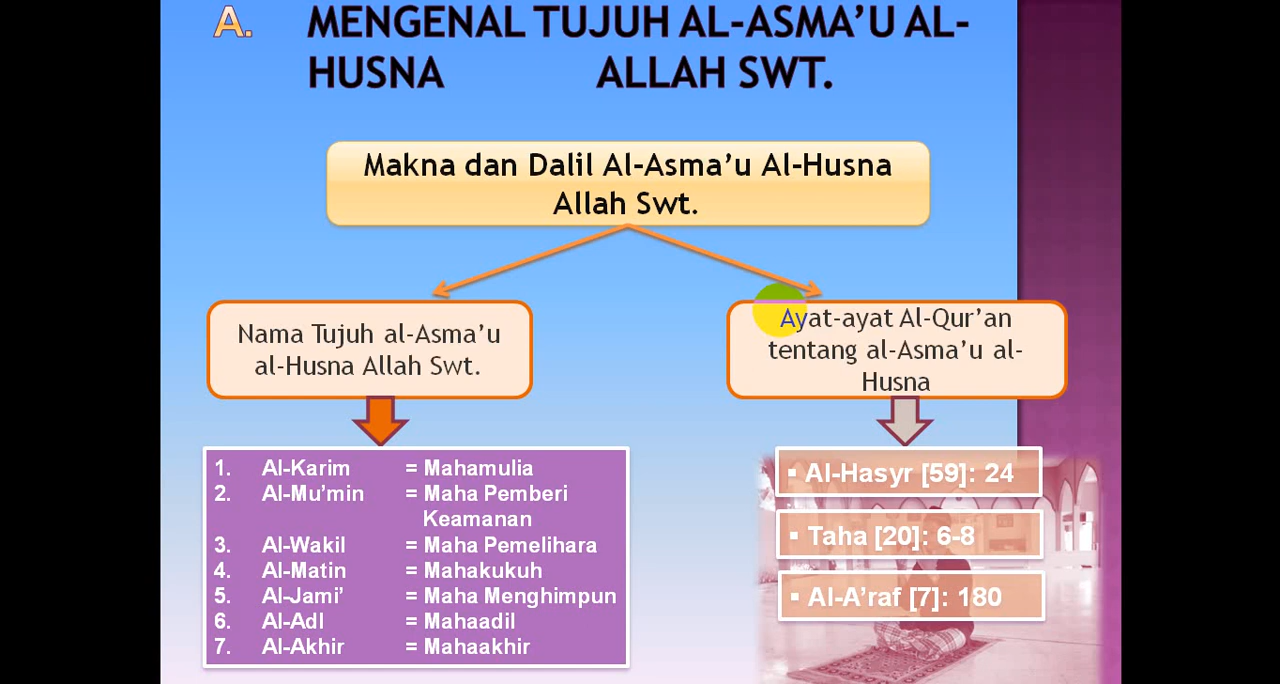 A. MENGENAL TUJUH AL-ASMA’U AL-
HUSNA ALLAH SWT.
Makna dan Dalil Al-Asma’u Al-Husna
Allah Swt.
Nama Tujuh al-Asma’u
al-Husna Allah Swt.
Ayat-ayat Al-Qur’an
tentang al-Asma’u al-
Husna
1. Al-Karim = Mahamulia
2. Al-Mu’min = Maha Pemberi
Keamanan
3. Al-Wakil = Maha Pemelihara
4. Al-Matin = Mahakukuh
5. Al-Jami’ = Maha Menghimpun
6. Al-Adl = Mahaadil
7. Al-Akhir = Mahaakhir
▪ Al-Hasyr [59]: 24
▪ Taha [20]: 6-8
▪ Al-A’raf [7]: 180